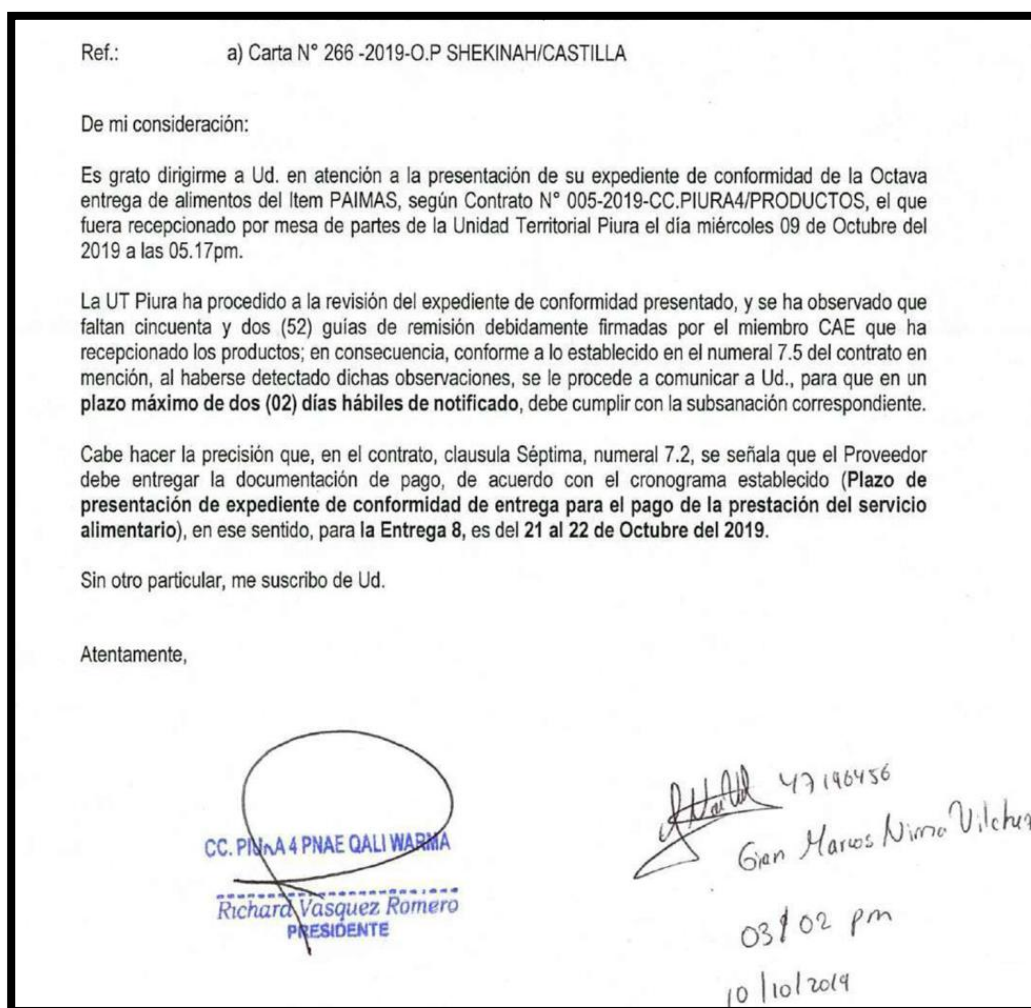 Ref.: a) Carta N° 266 -2019-O.P SHEKINAH/CASTILLA
De mi consideración:
Es grato dirigirme a Ud. en atención a la presentación de su expediente de conformidad de la Octava
entrega de alimentos del Item PAIMAS, según Contrato N° 005-2019-CC.PIURA4/PRODUCTOS, el que
fuera recepcionado por mesa de partes de la Unidad Territorial Piura el día miércoles 09 de Octubre del
2019 a las 05.17pm.
La UT Piura ha procedido a la revisión del expediente de conformidad presentado, y se ha observado que
faltan cincuenta y dos (52) guías de remisión debidamente firmadas por el miembro CAE que ha
recepcionado los productos; en consecuencia, conforme a lo establecido en el numeral 7.5 del contrato en
mención, al haberse detectado dichas observaciones, se le procede a comunicar a Ud., para que en un
plazo máximo de dos (02) días hábiles de notificado, debe cumplir con la subsanación correspondiente.
Cabe hacer la precisión que, en el contrato, clausula Séptima, numeral 7.2, se señala que el Proveedor
debe entregar la documentación de pago, de acuerdo con el cronograma establecido (Plazo de
presentación de expediente de conformidad de entrega para el pago de la prestación del servicio
alimentario), en ese sentido, para la Entrega 8, es del 21 al 22 de Octubre del 2019.
Sin otro particular, me suscribo de Ud.
Atentamente,
CC. PIURA 4 PNAE QALI WARMA
Richard Vasquez Romero
PRESIDENTE
47196456
Gian Marcos Nima Vilchez
03:02 pm
10/10/2019